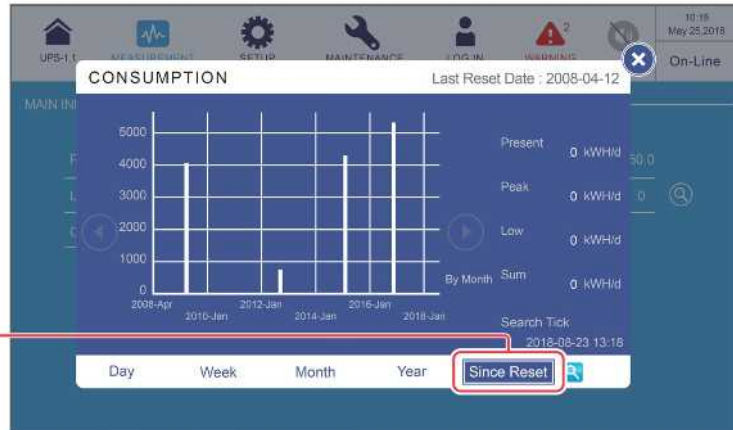 10:18
May 25,2018
2
UPS-1.1
MEASUREMENT
SETUP
MAINTENANCE
LOG IN
WARNING
On-Line
CONSUMPTION
Last Reset Date : 2008-04-12
5000
4000
3000
2000
1000
0
2008-Apr
2010-Jan
2012-Jan
2014-Jan
2016-Jan
2018-Jan
By Month
Present 0 kWH/d
Peak 0 kWH/d
Low 0 kWH/d
Sum 0 kWH/d
Search Tick
2018-08-23 13:18
MAIN IN
0
Day Week Month Year Since Reset